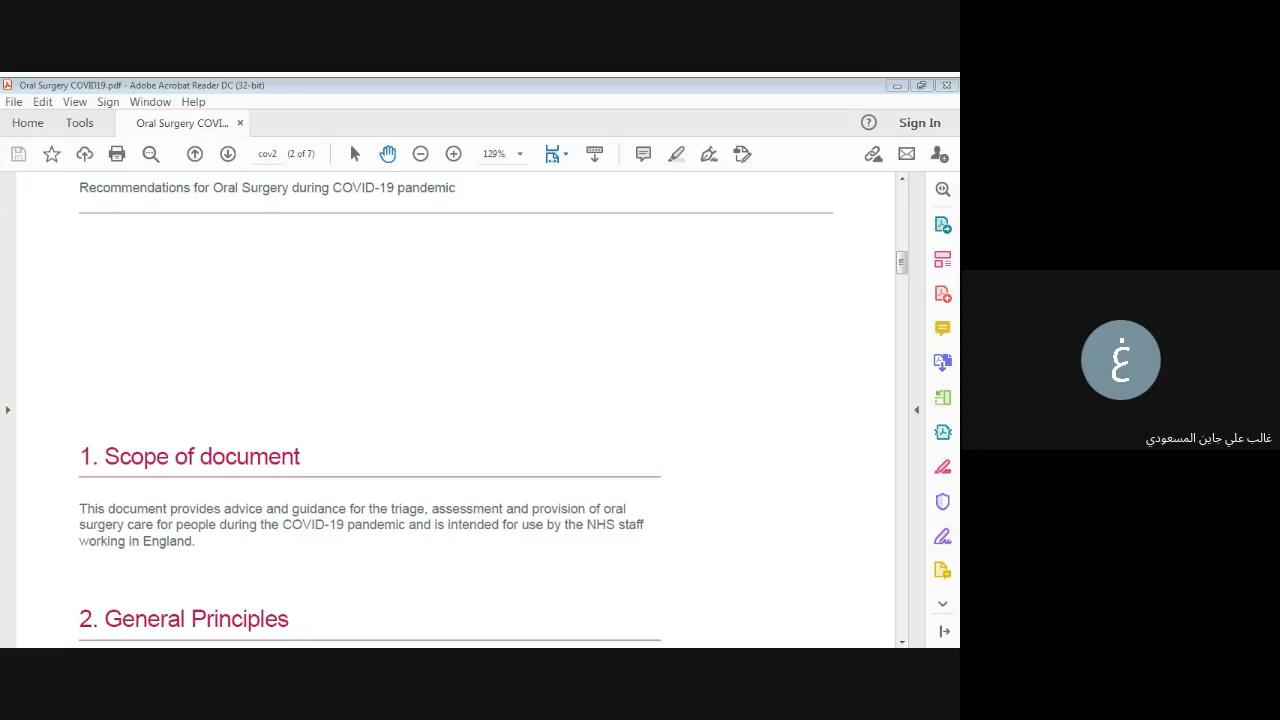 Oral Surgery COVID19.pdf - Adobe Acrobat Reader DC (32-bit)
File Edit View Sign Window Help
Home Tools Oral Surgery COVI... × Sign In
cov2 (2 of 7) 129%
Recommendations for Oral Surgery during COVID-19 pandemic
1. Scope of document
This document provides advice and guidance for the triage, assessment and provision of oral
surgery care for people during the COVID-19 pandemic and is intended for use by the NHS staff
working in England.
2. General Principles
غ
غالب علي جاين المسعودي